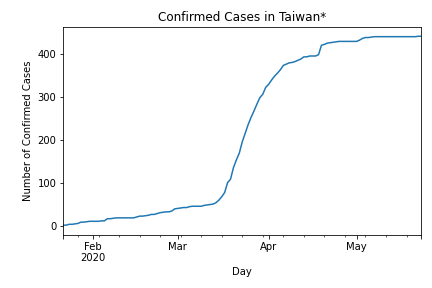 Confirmed Cases in Taiwan*
Number of Confirmed Cases
400
300
200
100
0
Feb
2020
Mar
Apr
May
Day